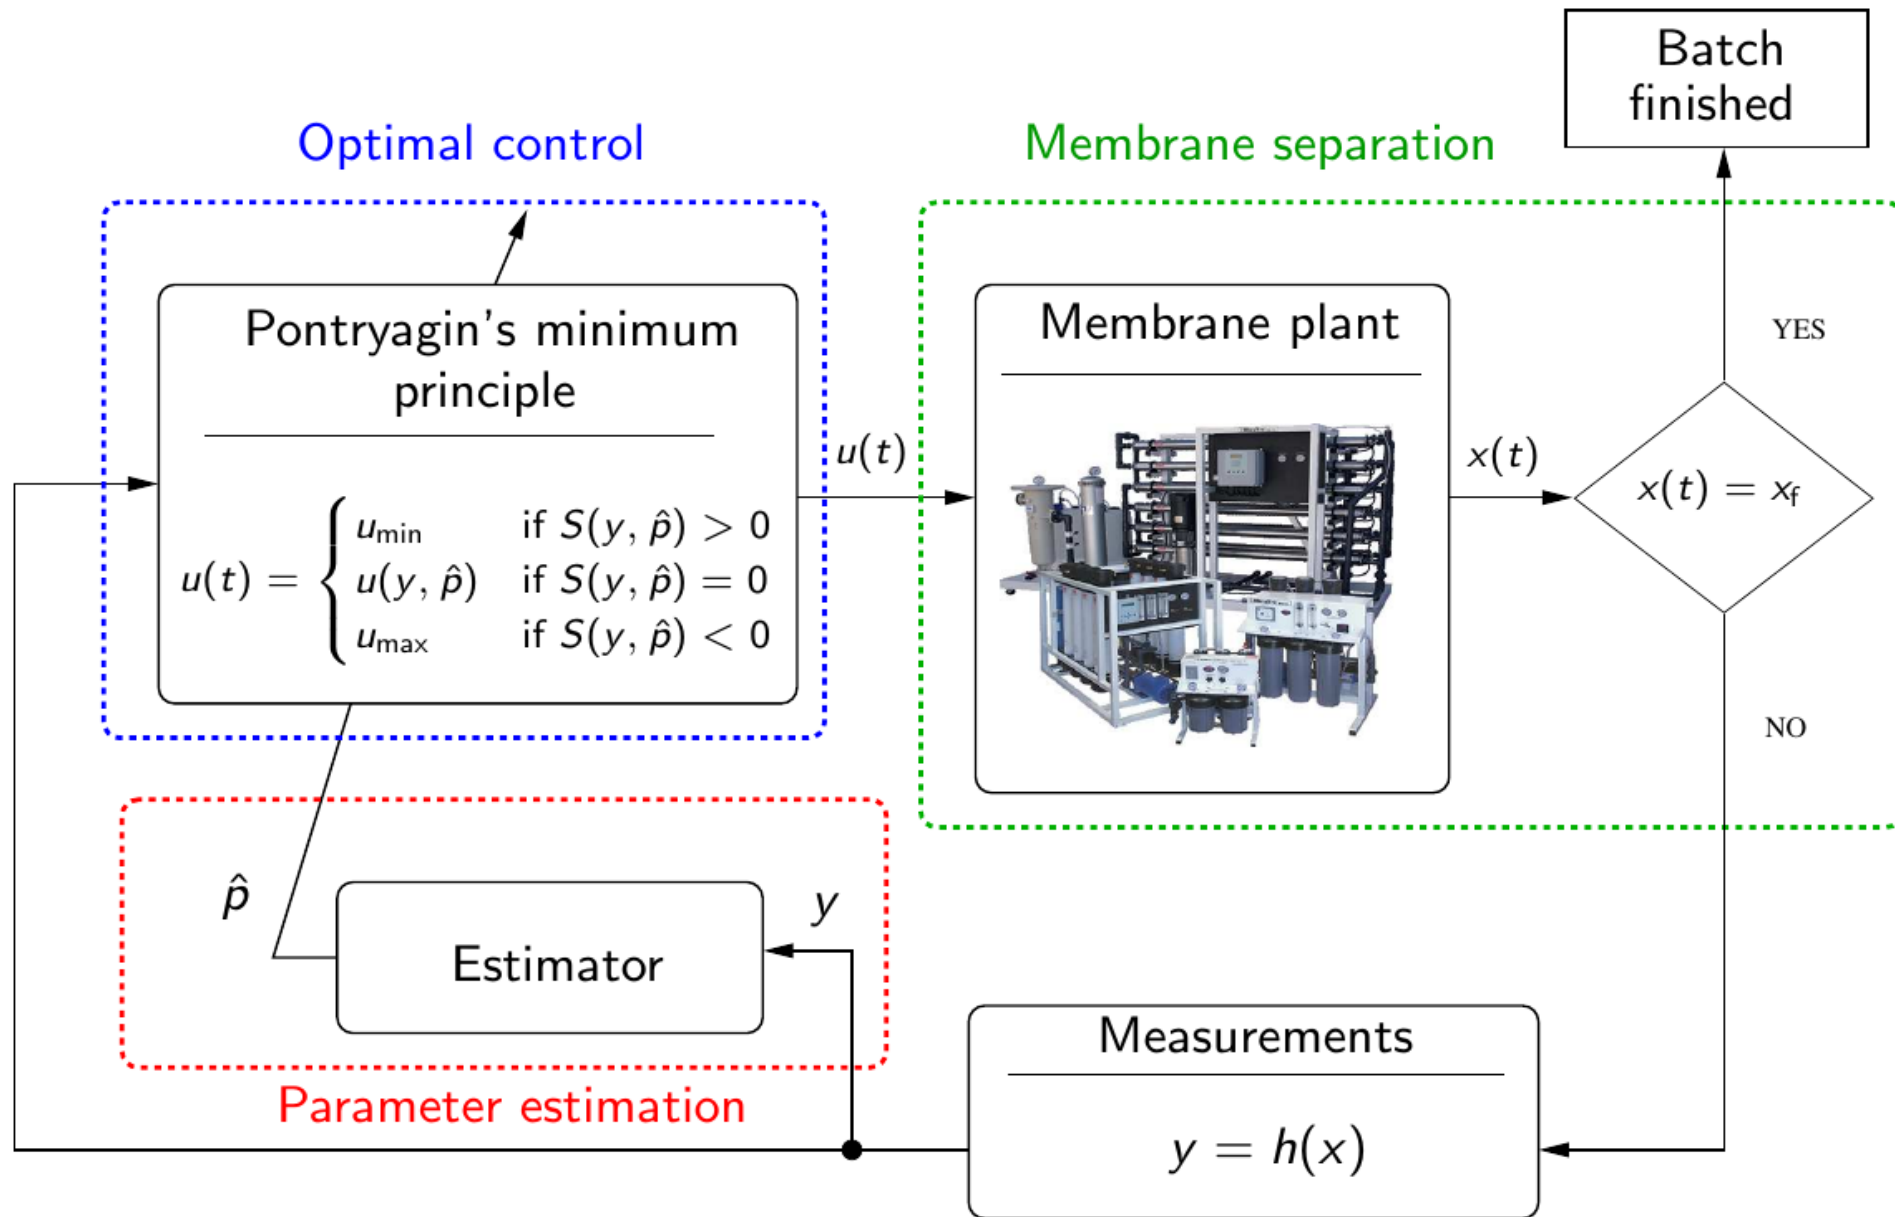 Batch
finished
Optimal control
Membrane separation
Pontryagin's minimum
principle
u(t) = { u_min if S(y, p̂) > 0
u(y, p̂) if S(y, p̂) = 0
u_max if S(y, p̂) < 0
u(t)
Membrane plant
x(t)
x(t) = x_f
YES
NO
p̂
Estimator
y
Parameter estimation
Measurements
y = h(x)